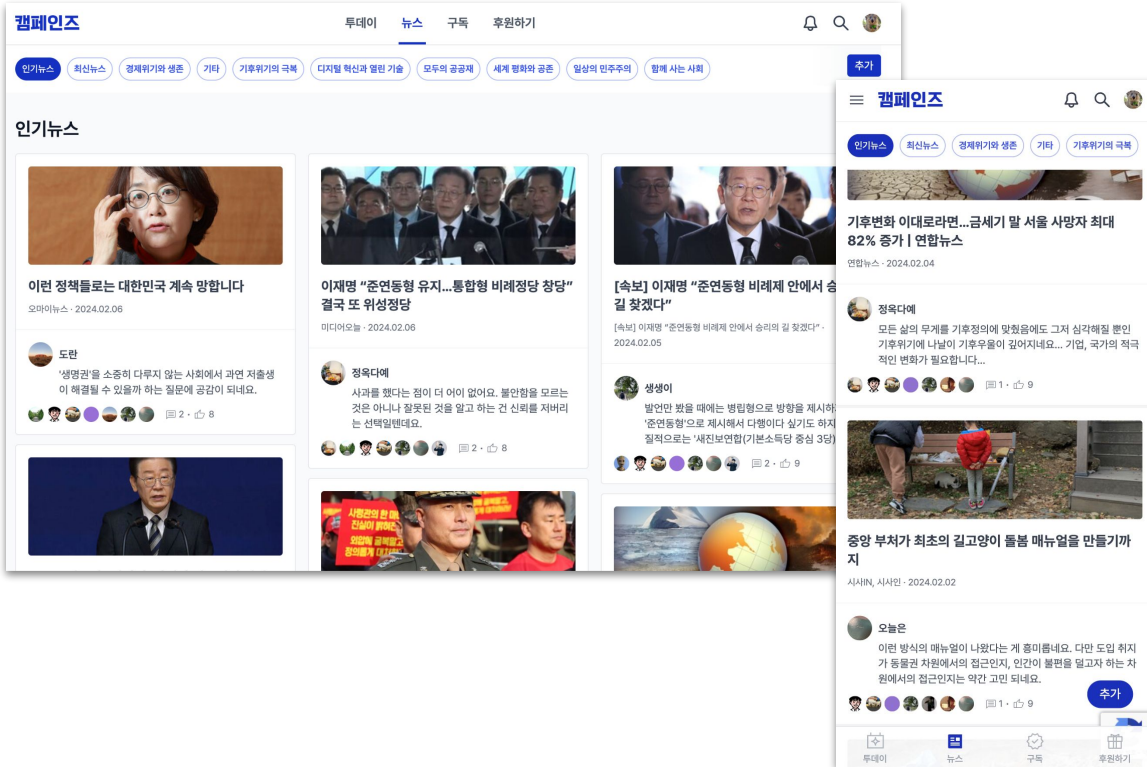 캠페인즈
투데이 뉴스 구독 후원하기
인기뉴스 최신뉴스 경제위기와 생존 기타 기후위기의 극복 디지털 혁신과 열린 기술 모두의 공공재 세계 평화와 공존 일상의 민주주의 함께 사는 사회
추가
인기뉴스
이런 정책들로는 대한민국 계속 망합니다
오마이뉴스 · 2024.02.06
도란
'생명권'을 소중히 다루지 않는 사회에서 과연 저출생
이 해결될 수 있을까 하는 질문에 공감이 되네요.
2 · 8
이재명 “준연동형 유지…통합형 비례정당 창당”
결국 또 위성정당
미디어오늘 · 2024.02.06
정옥다예
사과를 했다는 점이 더 어이 없어요. 불안함을 모르는
것은 아니나 잘못된 것을 알고 하는 건 신뢰를 저버리
는 선택일텐데요.
2 · 8
[속보] 이재명 “준연동형 비례제 안에서 승
길 찾겠다”
[속보] 이재명 “준연동형 비례제 안에서 승리의 길 찾겠다” ·
2024.02.05
생생이
발언만 봤을 때에는 병립형으로 방향을 제시하
'준연동형'으로 제시해서 다행이다 싶기도 하지
질적으로는 '새진보연합(기본소득당 중심 3당)
2 · 9
캠페인즈
인기뉴스 최신뉴스 경제위기와 생존 기타 기후위기의 극복
기후변화 이대로라면…금세기 말 서울 사망자 최대
82% 증가 | 연합뉴스
연합뉴스 · 2024.02.04
정옥다예
모든 삶의 무게를 기후정의에 맞췄음에도 그저 심각해질 뿐인
기후위기에 나날이 기후우울이 깊어지네요... 기업, 국가의 적극
적인 변화가 필요합니다...
1 · 9
중앙 부처가 최초의 길고양이 돌봄 매뉴얼을 만들기까
지
시사IN, 시사인 · 2024.02.02
오늘은
이런 방식의 매뉴얼이 나왔다는 게 흥미롭네요. 다만 도입 취지
가 동물권 차원에서의 접근인지, 인간이 불편을 덜고자 하는 차
원에서의 접근인지는 약간 고민 되네요.
1 · 9
추가
투데이 뉴스 구독 후원하기